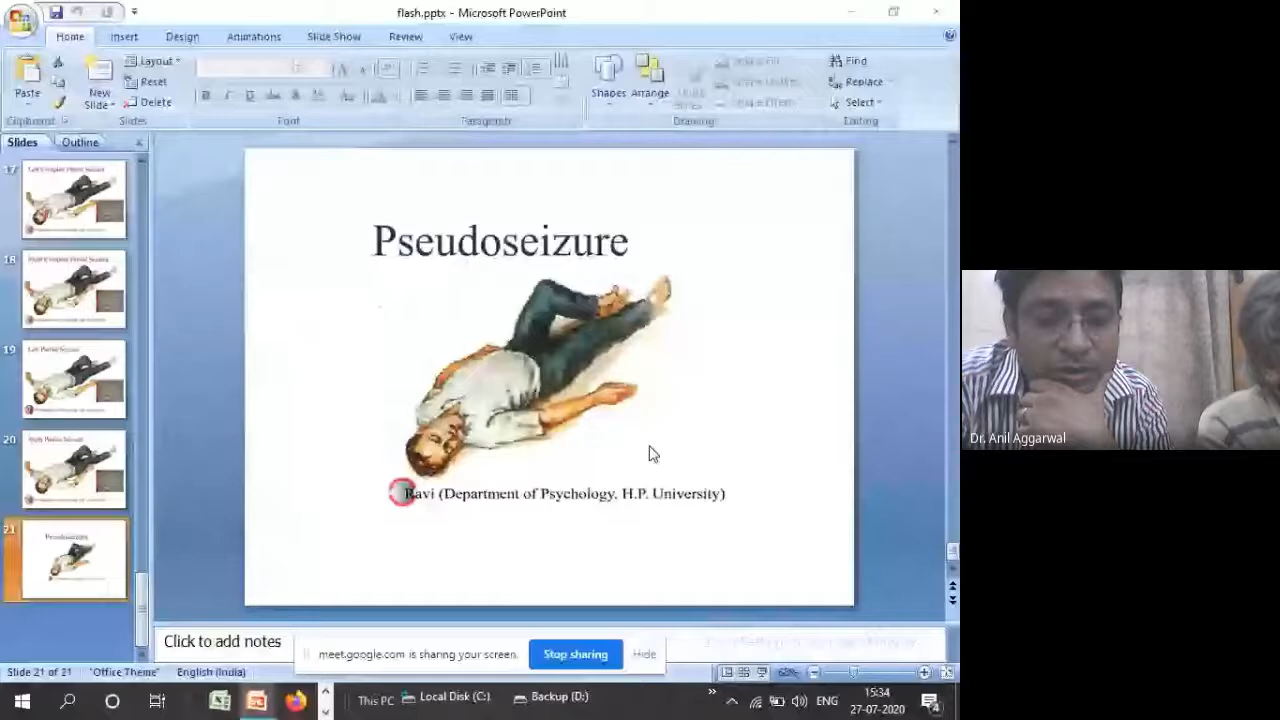 flash.pptx - Microsoft PowerPoint
Home Insert Design Animations Slide Show Review View
Paste
New Slide
Layout
Reset
Delete
Shapes Arrange
Find
Replace
Select
Clipboard Slides Font Paragraph Drawing Editing
Slides Outline
17
18
19
20
21
Pseudoseizure
Pseudoseizure
Ravi (Department of Psychology, H.P. University)
Dr. Anil Aggarwal
Click to add notes
meet.google.com is sharing your screen. Stop sharing Hide
Slide 21 of 21 "Office Theme" English (India)
This PC Local Disk (C:) Backup (D:)
ENG
15:34
27-07-2020